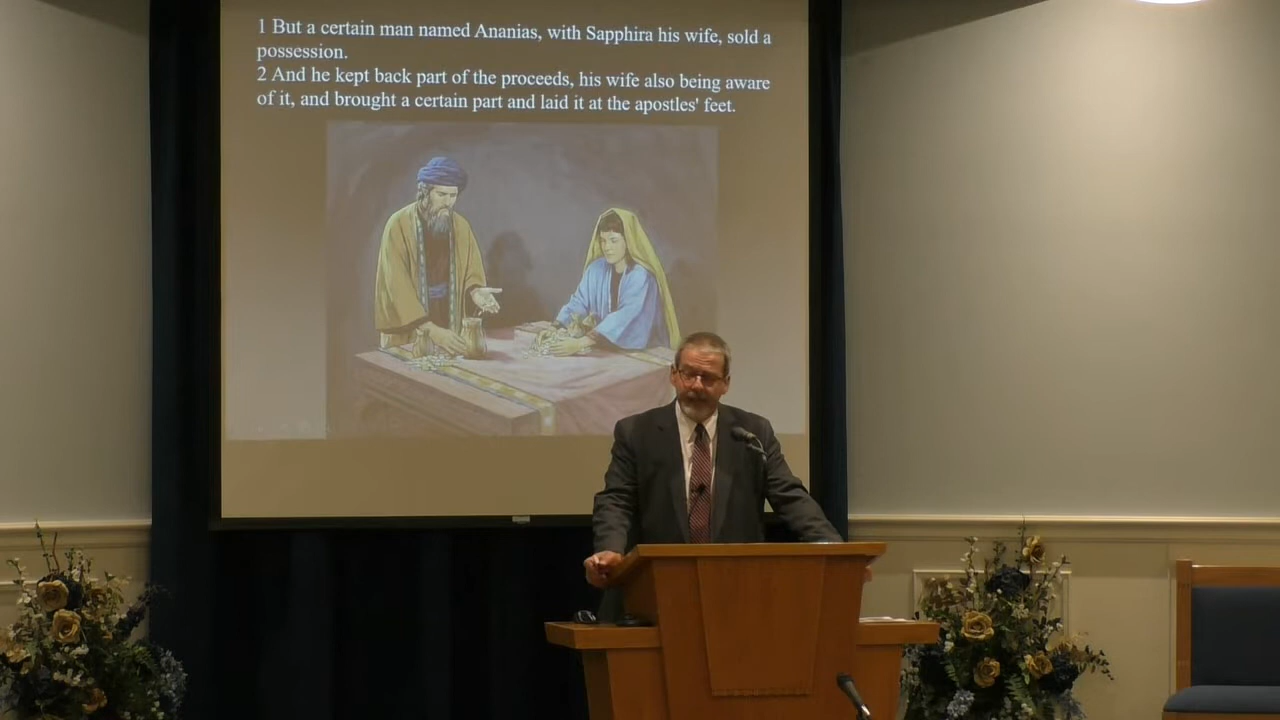 1 But a certain man named Ananias, with Sapphira his wife, sold a
possession.
2 And he kept back part of the proceeds, his wife also being aware
of it, and brought a certain part and laid it at the apostles' feet.